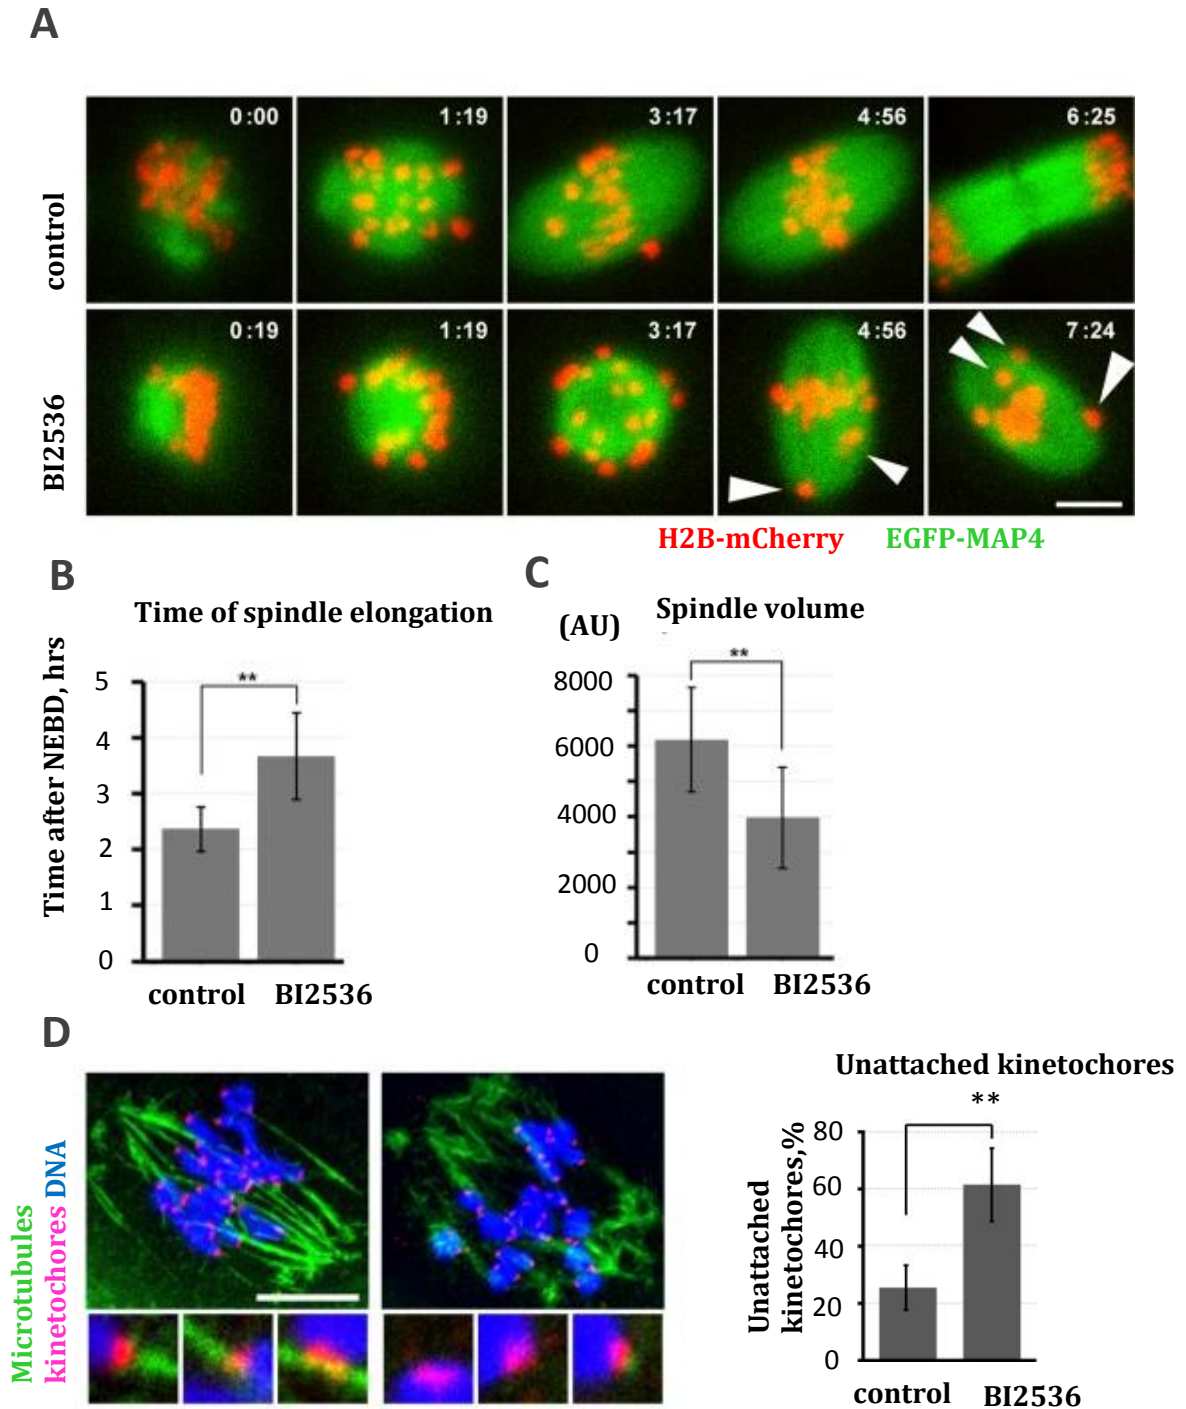 A
control
0:00
1:19
3:17
4:56
6:25
BI2536
0:19
1:19
3:17
4:56
7:24
H2B-mCherry EGFP-MAP4
B
Time of spindle elongation
Time after NEBD, hrs
**
5
4
3
2
1
0
control BI2536
C
(AU)
Spindle volume
**
8000
6000
4000
2000
0
control BI2536
D
Microtubules
kinetochores DNA
Unattached kinetochores
**
Unattached
kinetochores,%
80
60
40
20
0
control BI2536